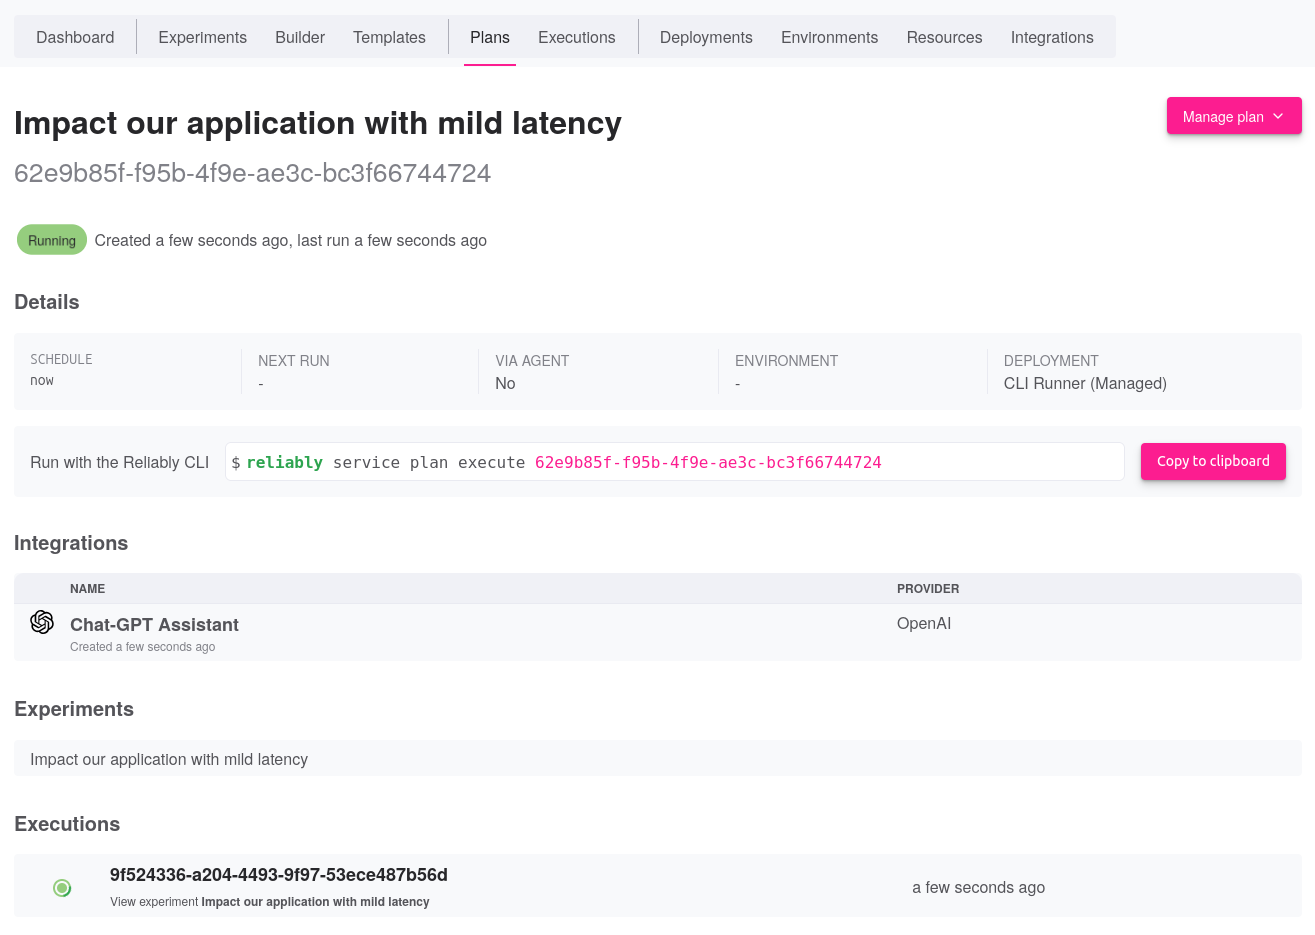 Dashboard Experiments Builder Templates Plans Executions Deployments Environments Resources Integrations
Impact our application with mild latency
Manage plan
62e9b85f-f95b-4f9e-ae3c-bc3f66744724
Running Created a few seconds ago, last run a few seconds ago
Details
SCHEDULE NEXT RUN VIA AGENT ENVIRONMENT DEPLOYMENT
now - No - CLI Runner (Managed)
Run with the Reliably CLI $ reliably service plan execute 62e9b85f-f95b-4f9e-ae3c-bc3f66744724 Copy to clipboard
Integrations
NAME PROVIDER
Chat-GPT Assistant OpenAI
Created a few seconds ago
Experiments
Impact our application with mild latency
Executions
9f524336-a204-4493-9f97-53ece487b56d
a few seconds ago
View experiment Impact our application with mild latency